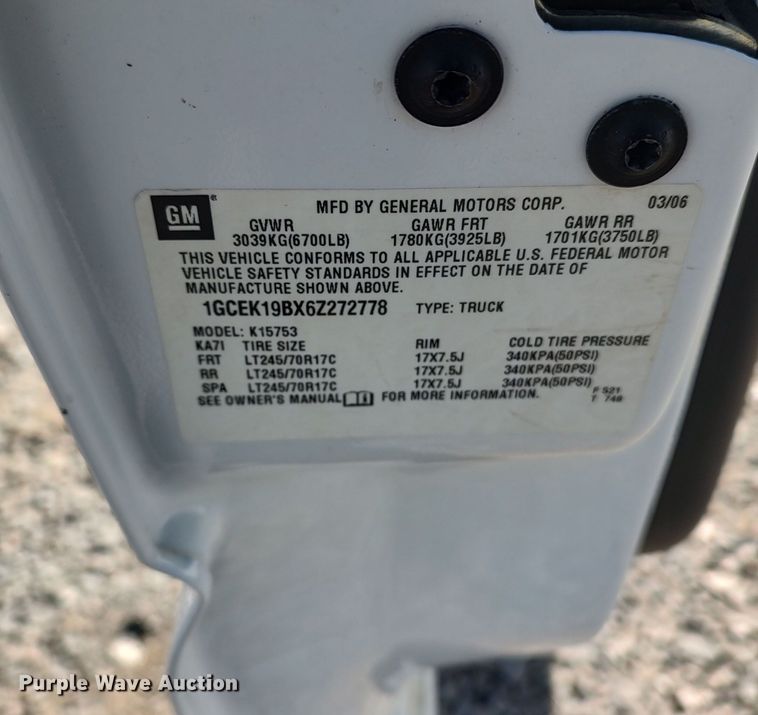 GM
MFD BY GENERAL MOTORS CORP. 03/06
GVWR GAWR FRT GAWR RR
3039KG(6700LB) 1780KG(3925LB) 1701KG(3750LB)
THIS VEHICLE CONFORMS TO ALL APPLICABLE U.S. FEDERAL MOTOR
VEHICLE SAFETY STANDARDS IN EFFECT ON THE DATE OF
MANUFACTURE SHOWN ABOVE.
1GCEK19BX6Z272778 TYPE: TRUCK
MODEL: K15753
KA7I TIRE SIZE RIM COLD TIRE PRESSURE
FRT LT245/70R17C 17X7.5J 340KPA(50PSI)
RR LT245/70R17C 17X7.5J 340KPA(50PSI)
SPA LT245/70R17C 17X7.5J 340KPA(50PSI)
SEE OWNER'S MANUAL FOR MORE INFORMATION.
P 521
T 748
Purple Wave Auction